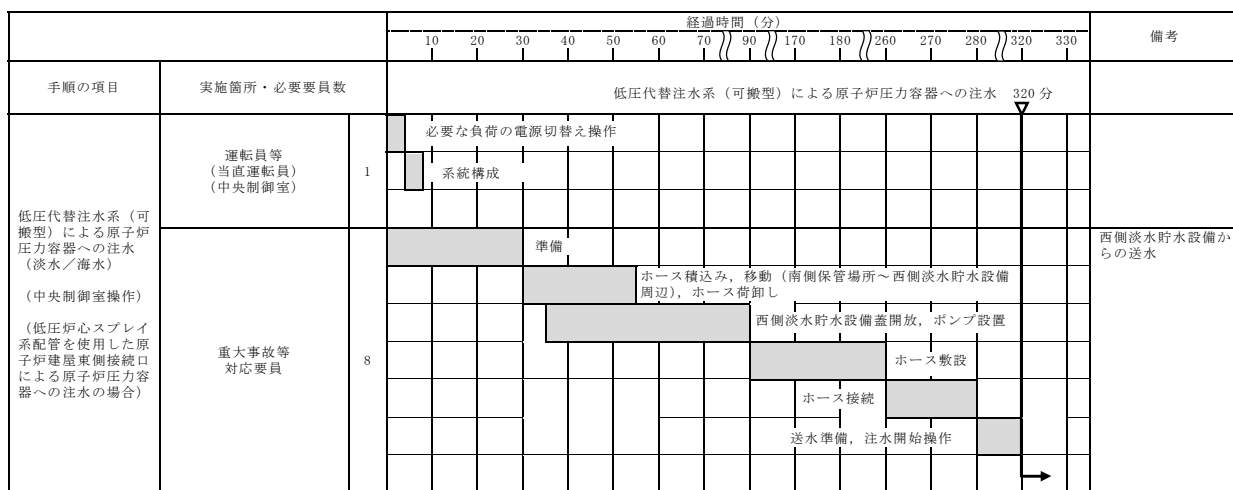 経過時間（分）
備考
10 20 30 40 50 60 70 90 170 180 260 270 280 320 330
手順の項目
実施箇所・必要要員数
低圧代替注水系（可搬型）による原子炉圧力容器への注水 320 分
低圧代替注水系（可
搬型）による原子炉
圧力容器への注水
（淡水／海水）
（中央制御室操作）
（低圧炉心スプレイ
系配管を使用した原
子炉建屋東側接続口
による原子炉圧力容
器への注水の場合）
運転員等
（当直運転員）
（中央制御室）
1
必要な負荷の電源切替え操作
系統構成
重大事故等
対応要員
8
準備
ホース積込み，移動（南側保管場所～西側淡水貯水設備
周辺），ホース荷卸し
西側淡水貯水設備蓋開放，ポンプ設置
ホース敷設
ホース接続
送水準備，注水開始操作
西側淡水貯水設備か
らの送水